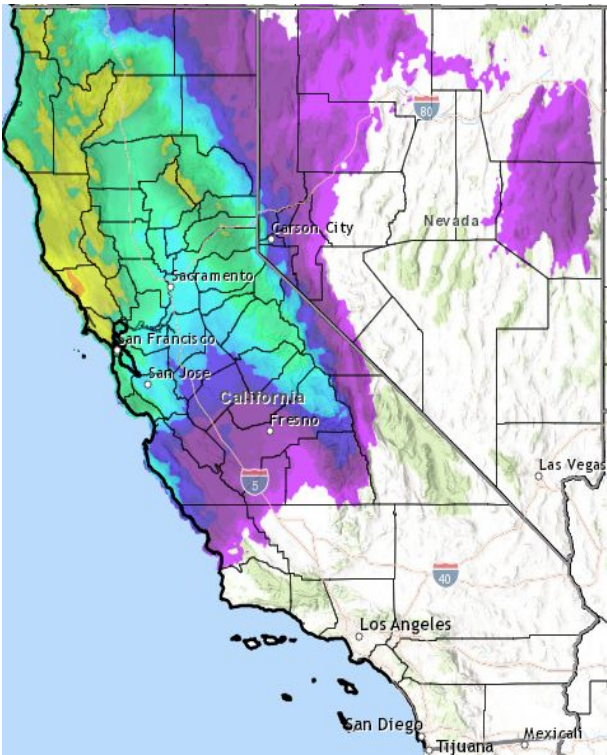 80
Nevada
Carson City
Sacramento
San Francisco
San Jose
California
Fresno
Las Vegas
5
40
Los Angeles
San Diego
Mexicali
Tijuana